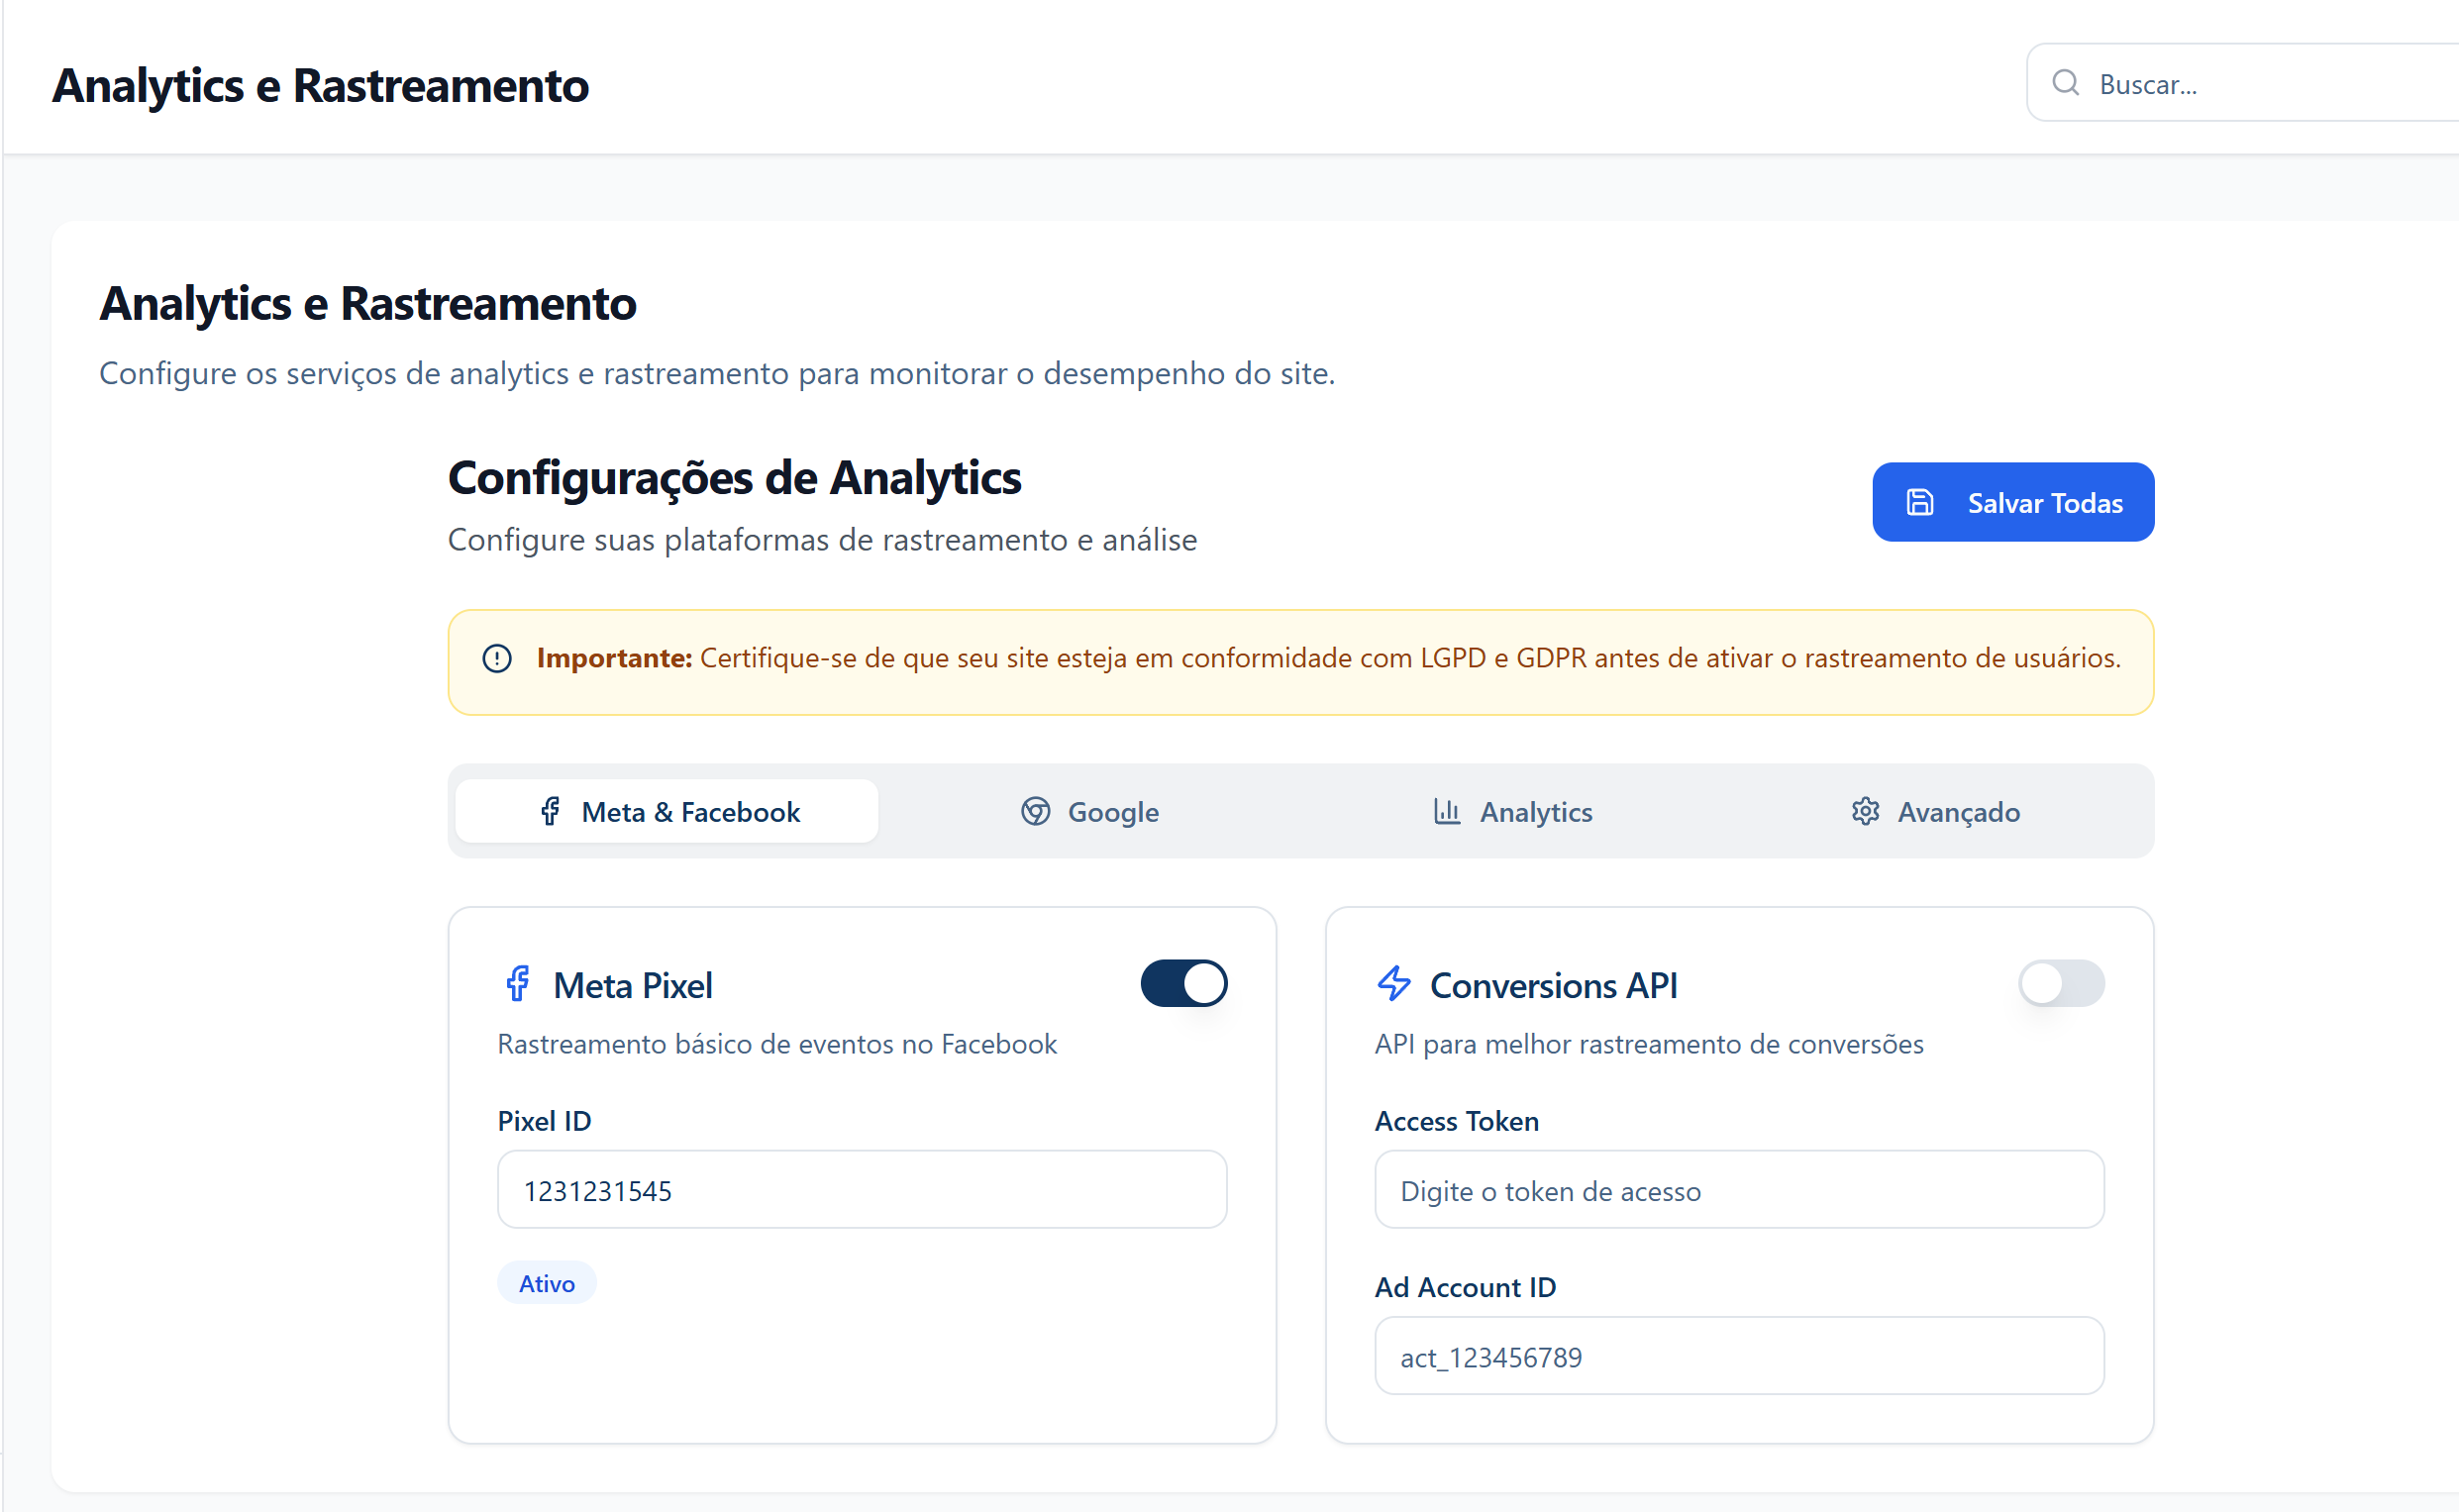 Analytics e Rastreamento
Buscar...
Analytics e Rastreamento
Configure os serviços de analytics e rastreamento para monitorar o desempenho do site.
Configurações de Analytics
Configure suas plataformas de rastreamento e análise
Salvar Todas
Importante: Certifique-se de que seu site esteja em conformidade com LGPD e GDPR antes de ativar o rastreamento de usuários.
Meta & Facebook
Google
Analytics
Avançado
Meta Pixel
Rastreamento básico de eventos no Facebook
Pixel ID
1231231545
Ativo
Conversions API
API para melhor rastreamento de conversões
Access Token
Digite o token de acesso
Ad Account ID
act_123456789